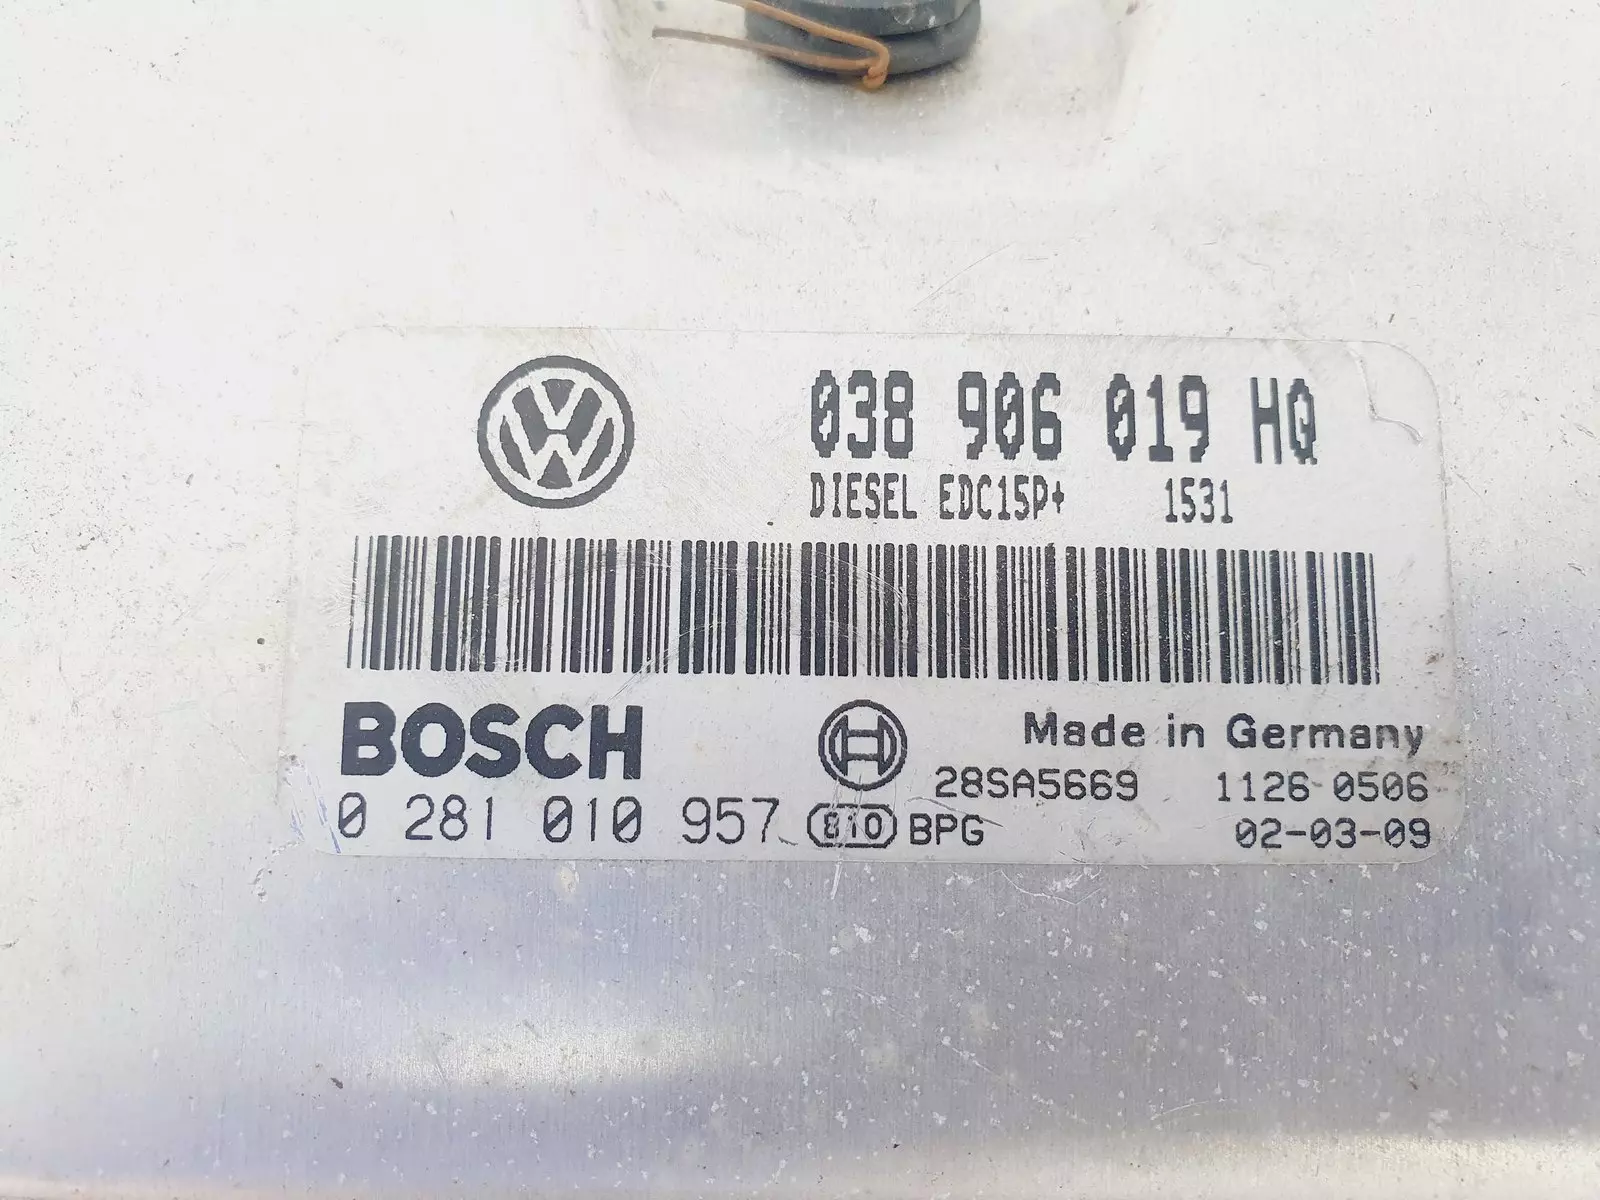 038 906 019 HQ
DIESEL EDC15P+ 1531
BOSCH
Made in Germany
28SA5669 1126 0506
0 281 010 957 810 BPG 02-03-09